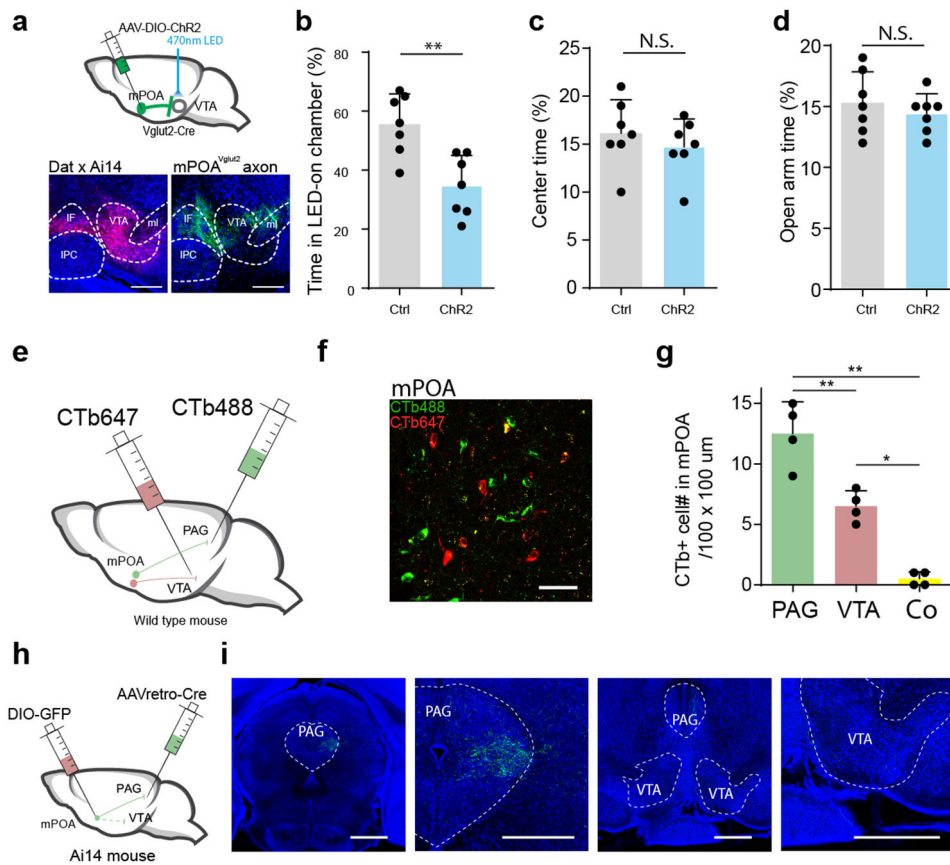 a
AAV-DIO-ChR2
470nm LED
mPOA
VTA
Vglut2-Cre
Dat x Ai14
mPOA Vglut2 axon
IF
VTA
ml
IPC
IF
VTA
ml
IPC
b
Time in LED-on chamber (%)
80
60
40
20
0
**
Ctrl
ChR2
c
Center time (%)
25
20
15
10
5
0
N.S.
Ctrl
ChR2
d
Open arm time (%)
20
15
10
5
0
N.S.
Ctrl
ChR2
e
CTb647
CTb488
PAG
mPOA
VTA
Wild type mouse
f
mPOA
CTb488
CTb647
g
CTb+ cell# in mPOA
/100 x 100 um
15
10
5
0
**
**
*
PAG
VTA
Co
h
DIO-GFP
AAVretro-Cre
PAG
mPOA
VTA
Ai14 mouse
i
PAG
PAG
PAG
VTA
VTA
VTA